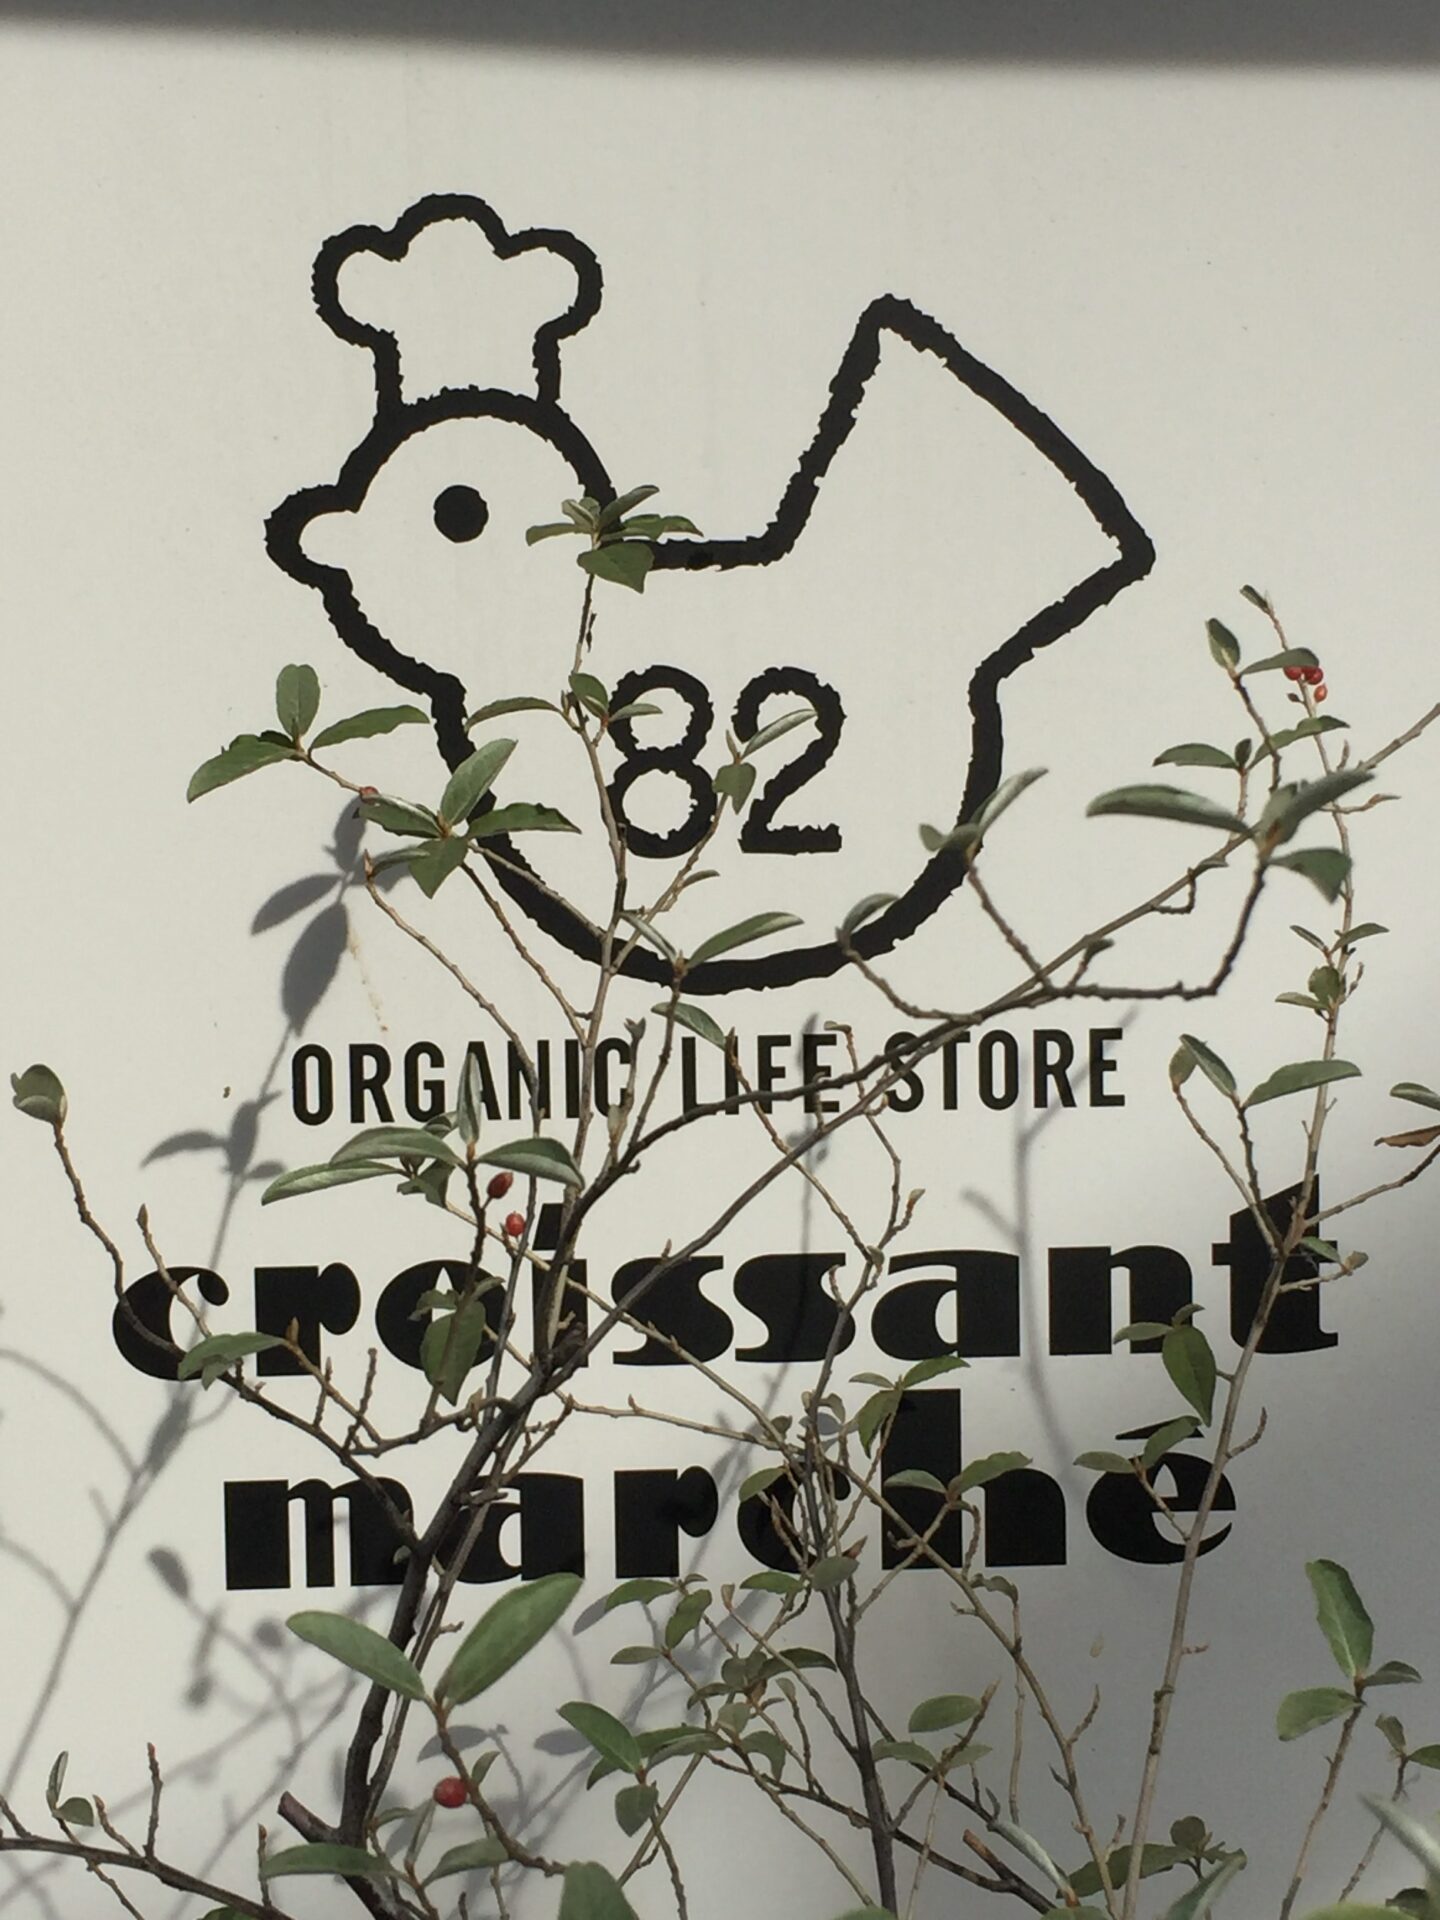 82
ORGANIC LIFE STORE
croissant
marché